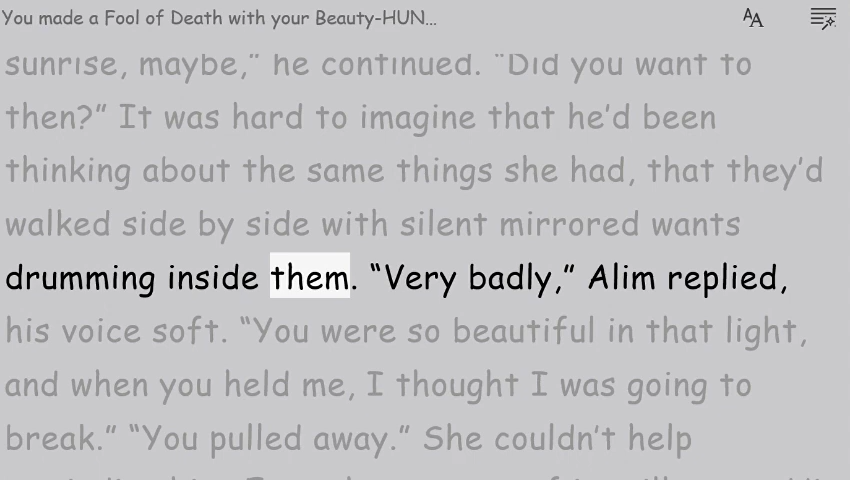 You made a Fool of Death with your Beauty-HUN...
sunrise, maybe,” he continued. “Did you want to
then?” It was hard to imagine that he’d been
thinking about the same things she had, that they’d
walked side by side with silent mirrored wants
drumming inside them. “Very badly,” Alim replied,
his voice soft. “You were so beautiful in that light,
and when you held me, I thought I was going to
break.” “You pulled away.” She couldn’t help